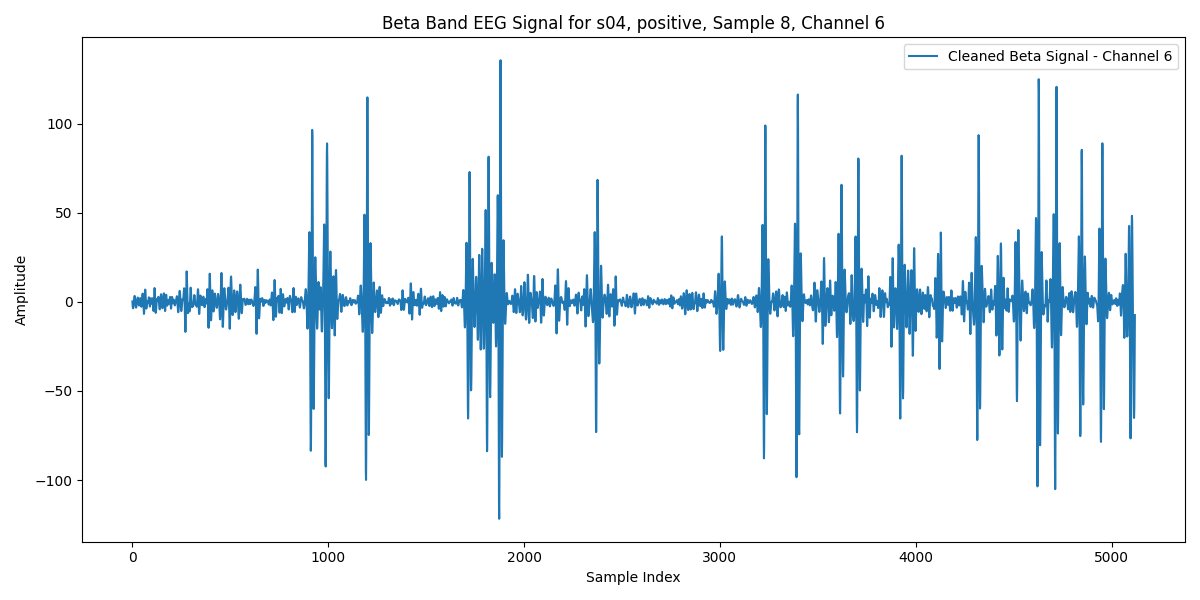 Beta Band EEG Signal for s04, positive, Sample 8, Channel 6
Cleaned Beta Signal - Channel 6
Amplitude
100
50
0
−50
−100
0 1000 2000 3000 4000 5000
Sample Index